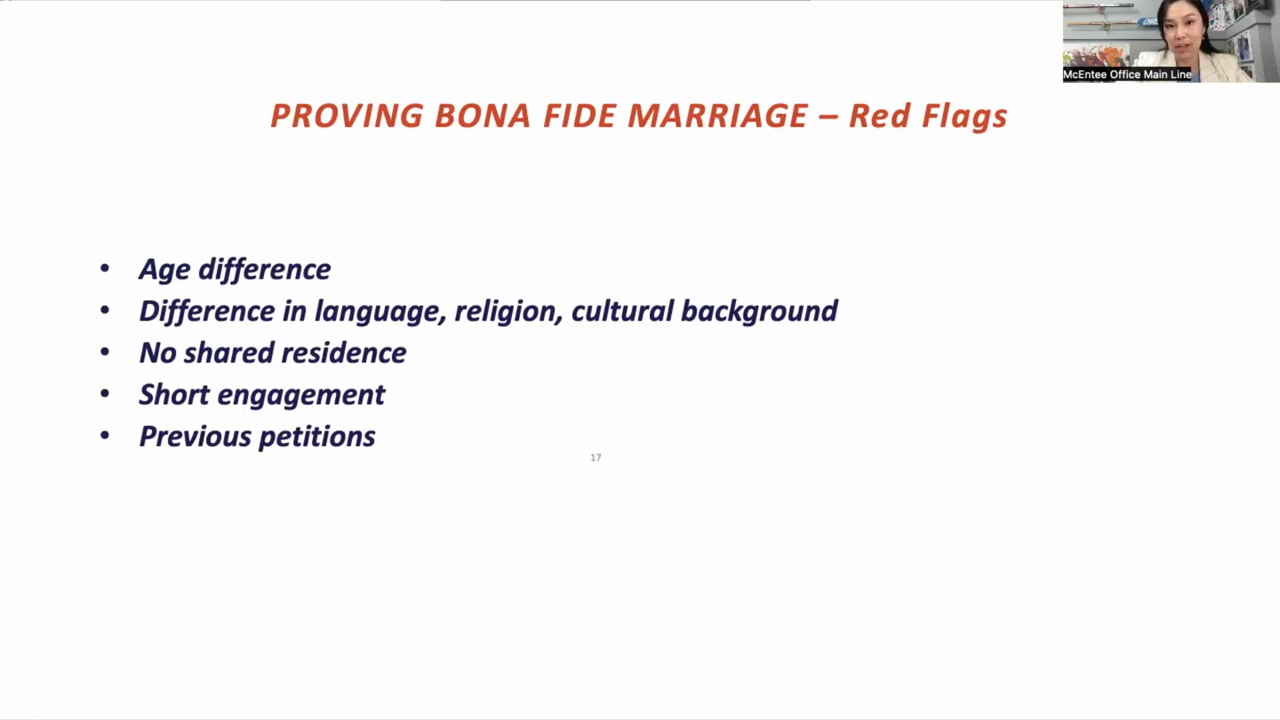 McEntee Office Main Line
PROVING BONA FIDE MARRIAGE – Red Flags
• Age difference
• Difference in language, religion, cultural background
• No shared residence
• Short engagement
• Previous petitions
17